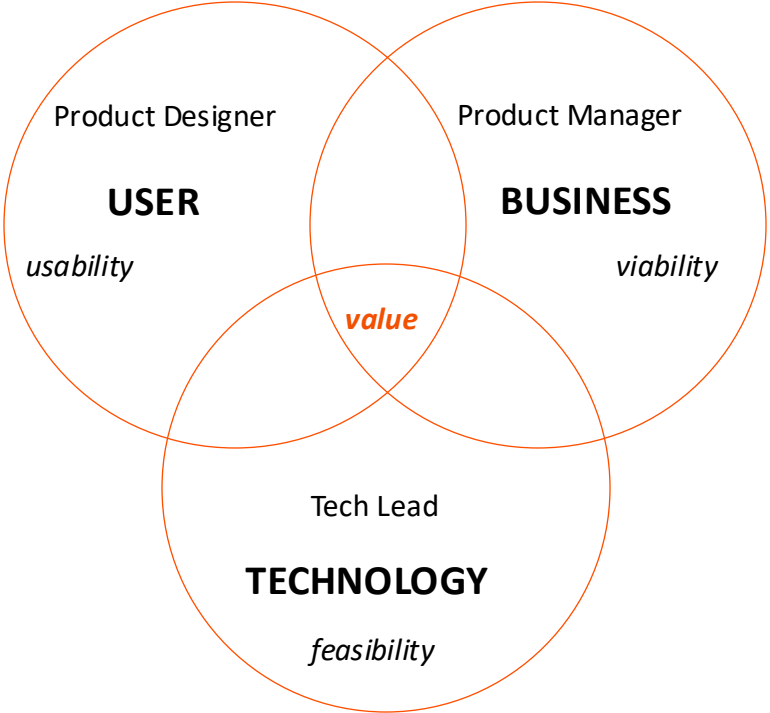 Product Designer
USER
usability
Product Manager
BUSINESS
viability
value
Tech Lead
TECHNOLOGY
feasibility